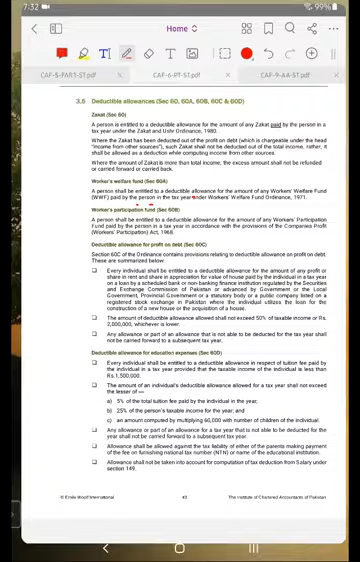 7:32
99%
Home
CAF-5-PART-ST.pdf
CAF-6-PT-ST.pdf
CAF-9-AA-ST.pdf
3.5 Deductible allowances (Sec 60, 60A, 60B, 60C & 60D)
Zakat (Sec 60)
A person is entitled to a deductible allowance for the amount of any Zakat paid by the person in a
tax year under the Zakat and Ushr Ordinance, 1980.
Where the Zakat has been deducted out of the profit on debt (which is chargeable under the head
"income from other sources"), such Zakat shall not be deducted out of the total income, rather, it
shall be allowed as a deduction while computing income from other sources.
Where the amount of Zakat is more than total income, the excess amount shall not be refunded
or carried forward or carried back.
Worker's welfare fund (Sec 60A)
A person shall be entitled to a deductible allowance for the amount of any Workers' Welfare Fund
(WWF) paid by the person in the tax year under Workers' Welfare Fund Ordinance, 1971.
Worker's participation fund (Sec 60B)
A person shall be entitled to a deductible allowance for the amount of any Workers' Participation
Fund paid by the person in a tax year in accordance with the provisions of the Companies Profit
(Workers' Participation) Act, 1968.
Deductible allowance for profit on debt (Sec 60C)
Section 60C of the Ordinance contains provisions relating to deductible allowance on profit on debt.
These are summarized below:
❑ Every individual shall be entitled to a deductible allowance for the amount of any profit or
share in rent and share in appreciation for value of house paid by the individual in a tax year
on a loan by a scheduled bank or non-banking finance institution regulated by the Securities
and Exchange Commission of Pakistan or advanced by Government or the Local
Government, Provincial Government or a statutory body or a public company listed on a
registered stock exchange in Pakistan where the individual utilizes the loan for the
construction of a new house or the acquisition of a house.
❑ The amount of deductible allowance allowed shall not exceed 50% of taxable income or Rs.
2,000,000, whichever is lower.
❑ Any allowance or part of an allowance that is not able to be deducted for the tax year shall
not be carried forward to a subsequent tax year.
Deductible allowance for education expenses (Sec 60D)
❑ Every individual shall be entitled to a deductible allowance in respect of tuition fee paid by
the individual in a tax year provided that the taxable income of the individual is less than
Rs.1,500,000.
❑ The amount of an individual's deductible allowance allowed for a tax year shall not exceed
the lesser of —
a) 5% of the total tuition fee paid by the individual in the year;
b) 25% of the person's taxable income for the year; and
c) an amount computed by multiplying 60,000 with number of children of the individual.
❑ Any allowance or part of an allowance for a tax year that is not able to be deducted for the
year shall not be carried forward to a subsequent tax year.
❑ Allowance shall be allowed against the tax liability of either of the parents making payment
of the fee on furnishing national tax number (NTN) or name of the educational institution.
❑ Allowance shall not be taken into account for computation of tax deduction from Salary under
section 149.
© Emile Woolf International
43
The Institute of Chartered Accountants of Pakistan